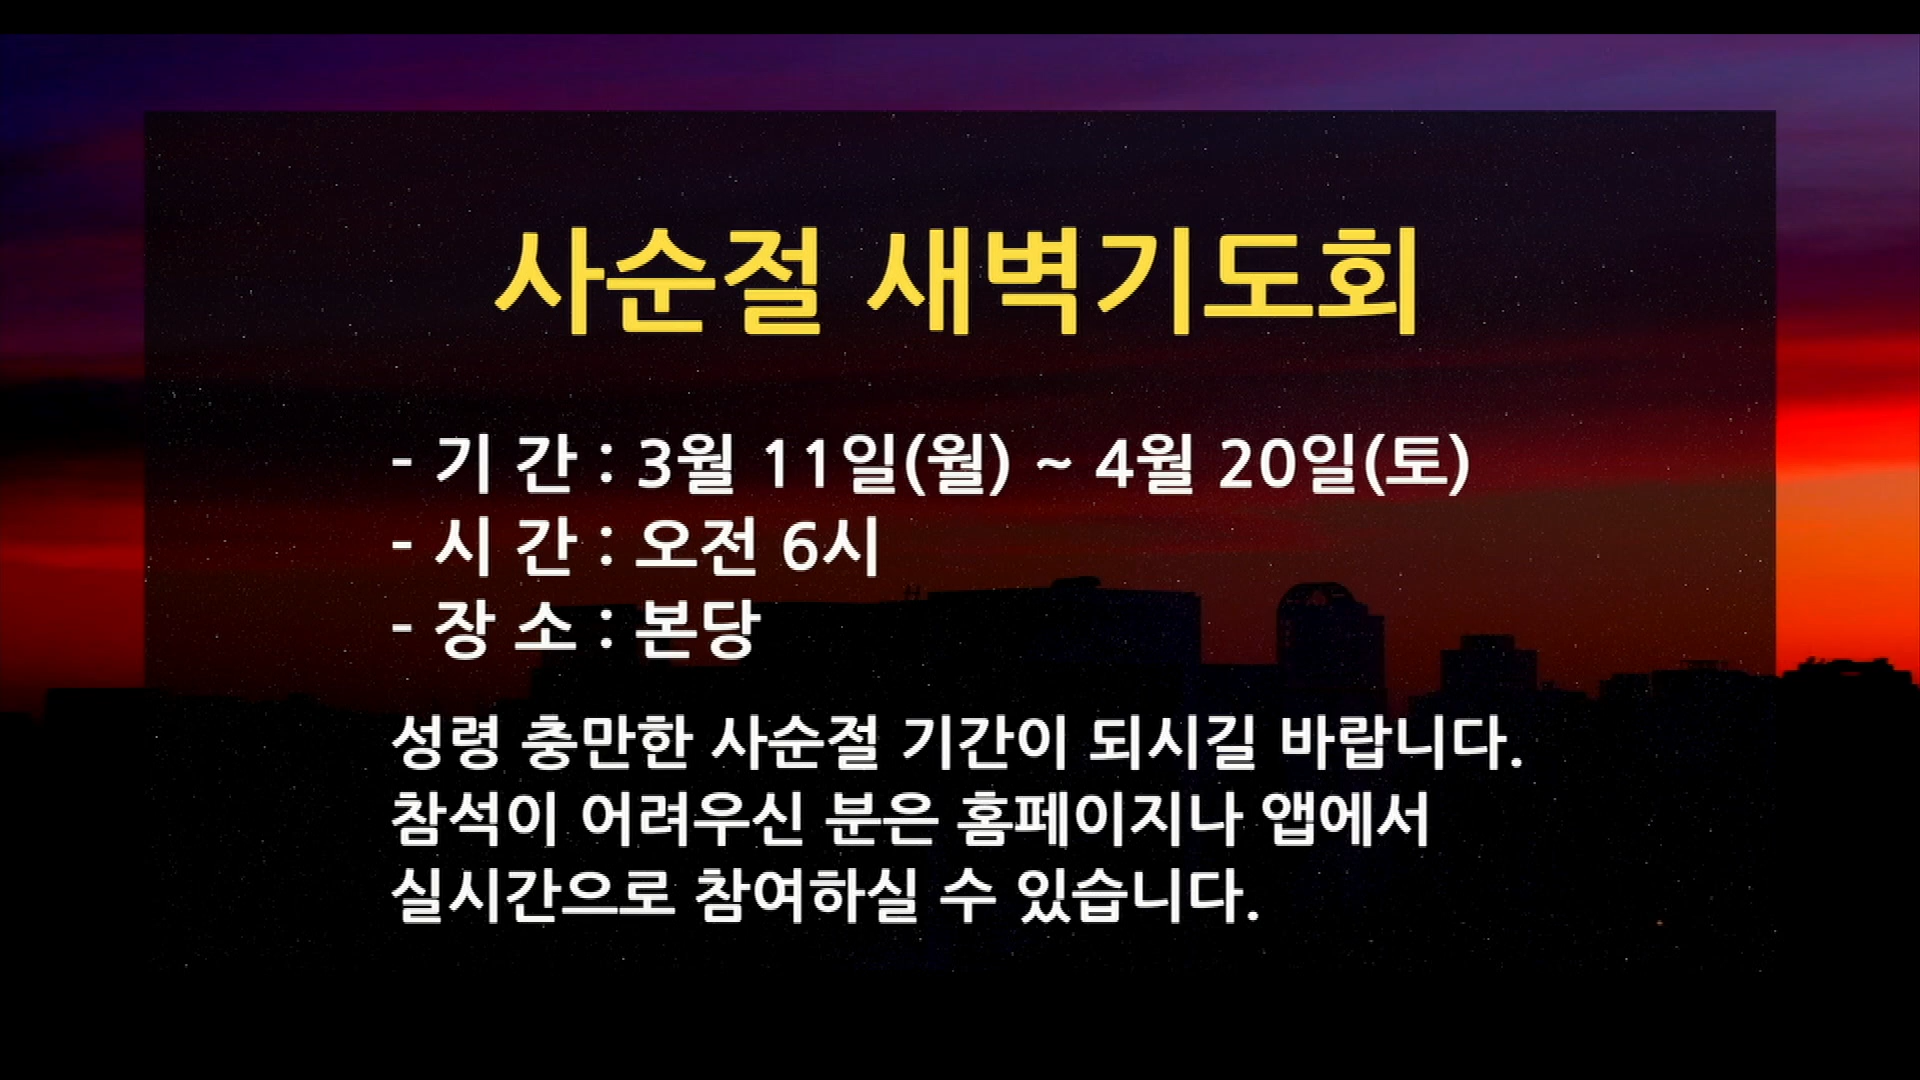 사순절 새벽기도회
- 기 간 : 3월 11일(월) ~ 4월 20일(토)
- 시 간 : 오전 6시
- 장 소 : 본당
성령 충만한 사순절 기간이 되시길 바랍니다.
참석이 어려우신 분은 홈페이지나 앱에서
실시간으로 참여하실 수 있습니다.